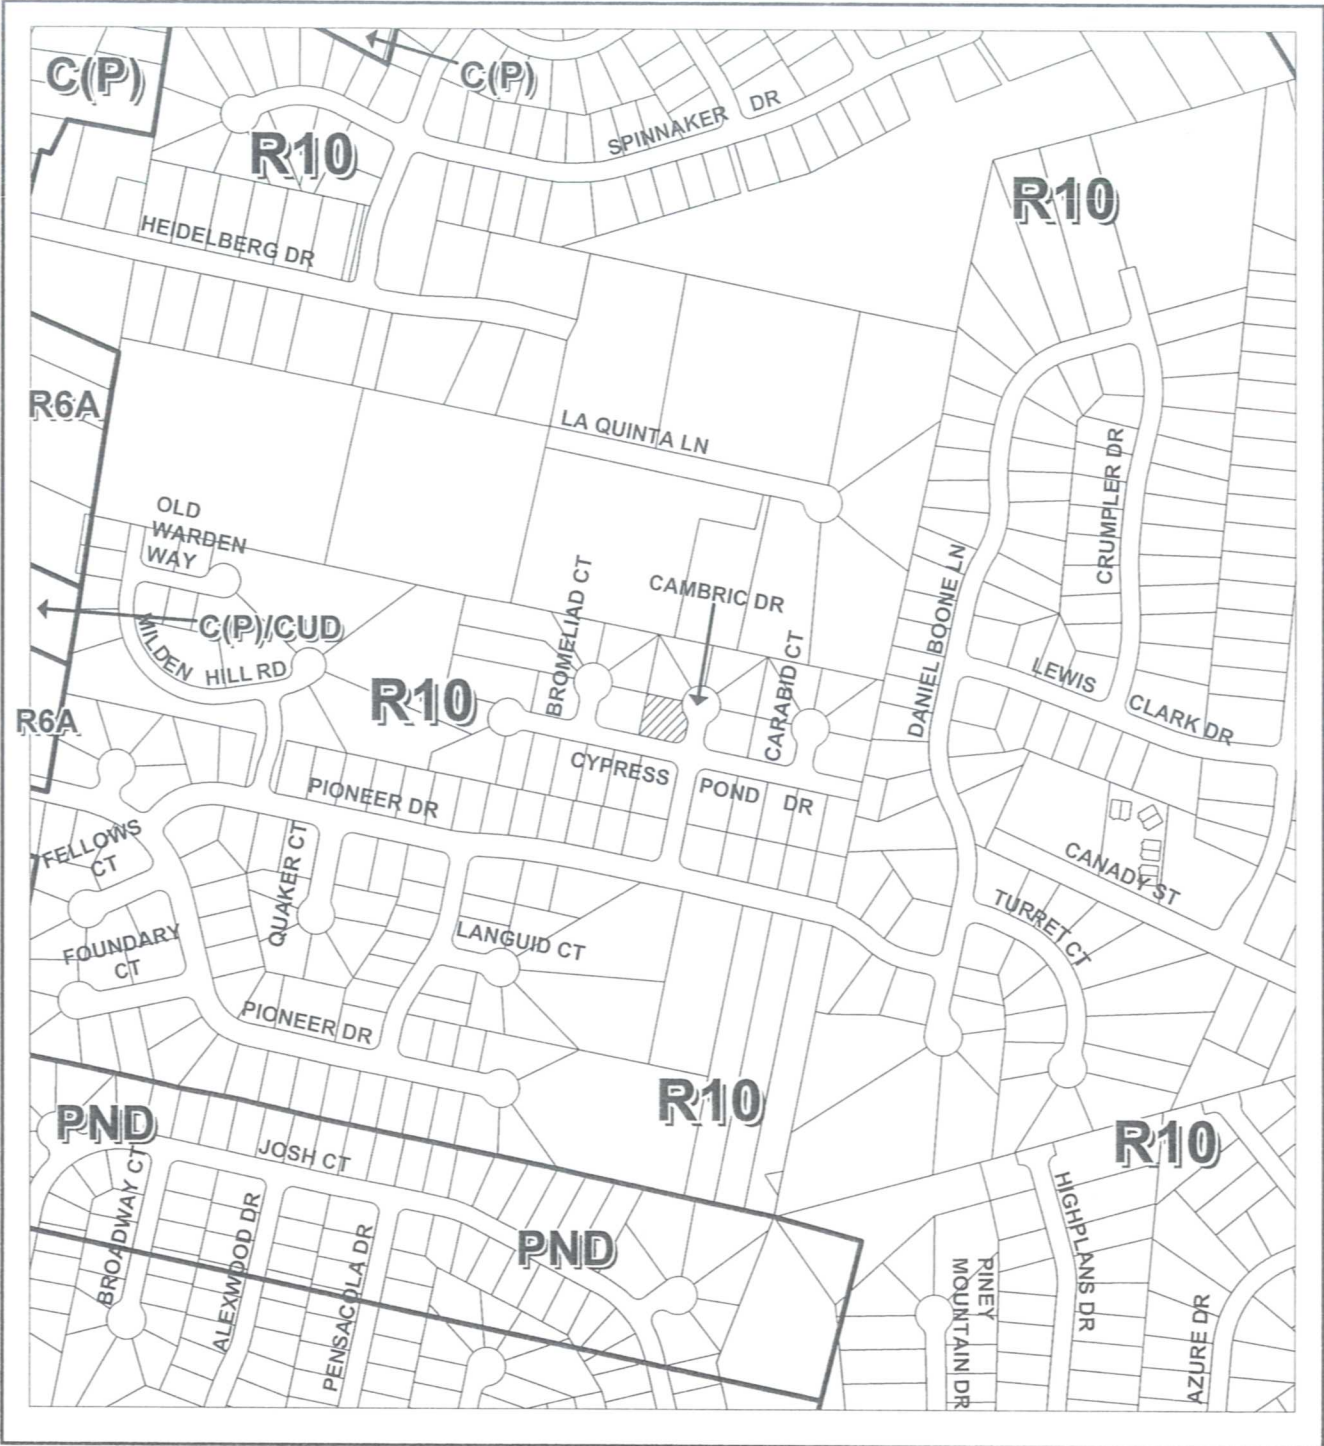 C(P)
C(P)
SPINNAKER DR
R10
R10
HEIDELBERG DR
R6A
LA QUINTA LN
CRUMPLER DR
OLD
WARDEN
WAY
BROMELIAD CT
CAMBRIC DR
DANIEL BOONE LN
C(P)/CUD
MILDEN HILL RD
CARABID CT
LEWIS CLARK DR
R10
R6A
CYPRESS POND DR
PIONEER DR
FELLOWS
CT
QUAKER CT
CANADY ST
TURRET CT
FOUNDARY
CT
LANGUID CT
PIONEER DR
R10
PND
R10
JOSH CT
BROADWAY CT
ALEXWOOD DR
PENSACOLA DR
PND
HIGHPLANS DR
PINEY
MOUNTAIN DR
AZURE DR